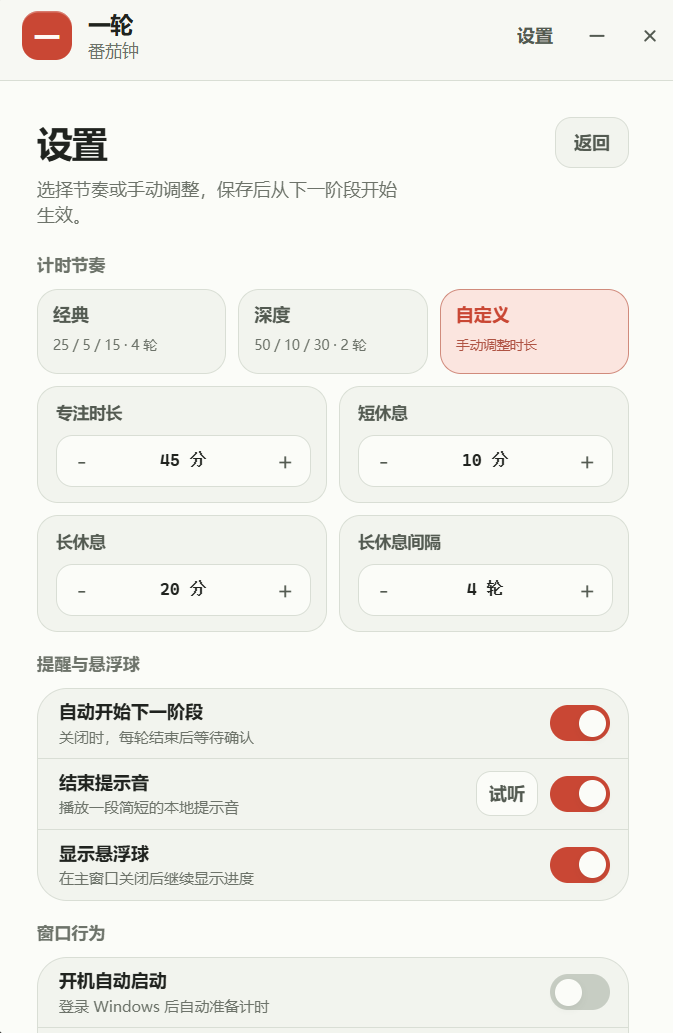 一轮
番茄钟
设置
设置
返回
选择节奏或手动调整，保存后从下一阶段开始
生效。
计时节奏
经典
25 / 5 / 15 · 4 轮
深度
50 / 10 / 30 · 2 轮
自定义
手动调整时长
专注时长
- 45 分 +
短休息
- 10 分 +
长休息
- 20 分 +
长休息间隔
- 4 轮 +
提醒与悬浮球
自动开始下一阶段
关闭时，每轮结束后等待确认
结束提示音
播放一段简短的本地提示音
试听
显示悬浮球
在主窗口关闭后继续显示进度
窗口行为
开机自动启动
登录 Windows 后自动准备计时